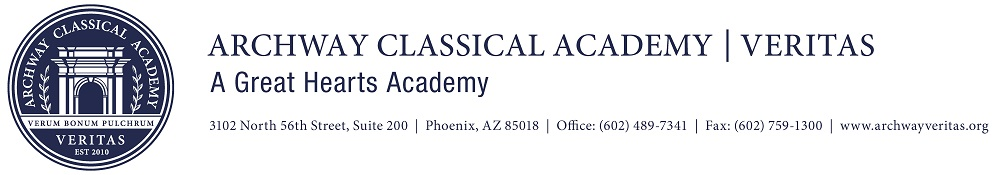 ARCHWAY CLASSICAL ACADEMY
VERUM BONUM PULCHRUM
VERITAS
EST 2010
ARCHWAY CLASSICAL ACADEMY | VERITAS
A Great Hearts Academy
3102 North 56th Street, Suite 200 | Phoenix, AZ 85018 | Office: (602) 489-7341 | Fax: (602) 759-1300 | www.archwayveritas.org